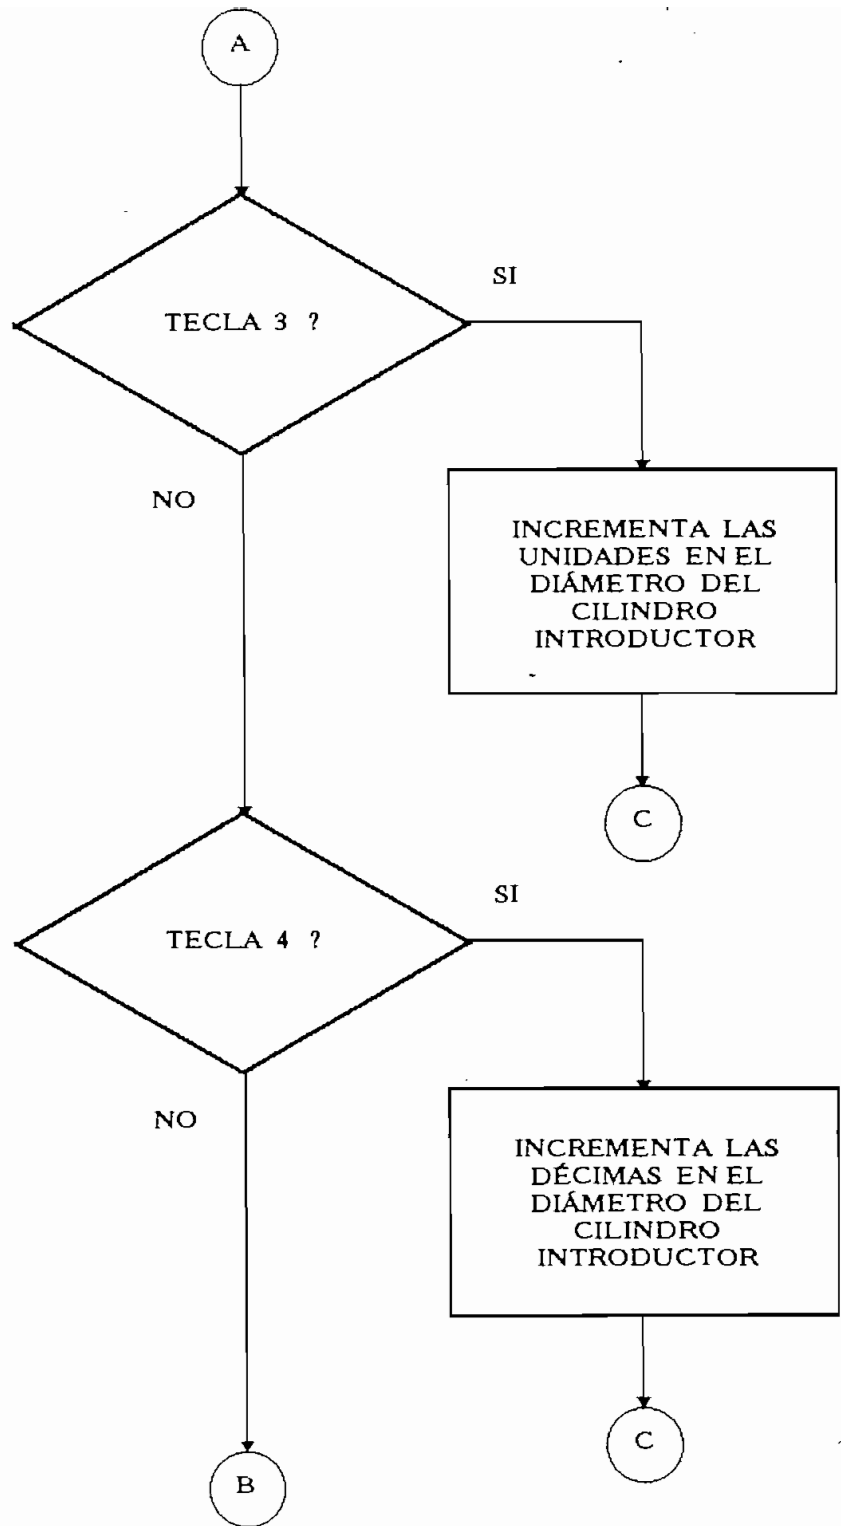 A
TECLA 3 ?
SI
NO
INCREMENTA LAS
UNIDADES EN EL
DIÁMETRO DEL
CILINDRO
INTRODUCTOR
C
TECLA 4 ?
SI
NO
INCREMENTA LAS
DÉCIMAS EN EL
DIÁMETRO DEL
CILINDRO
INTRODUCTOR
C
B